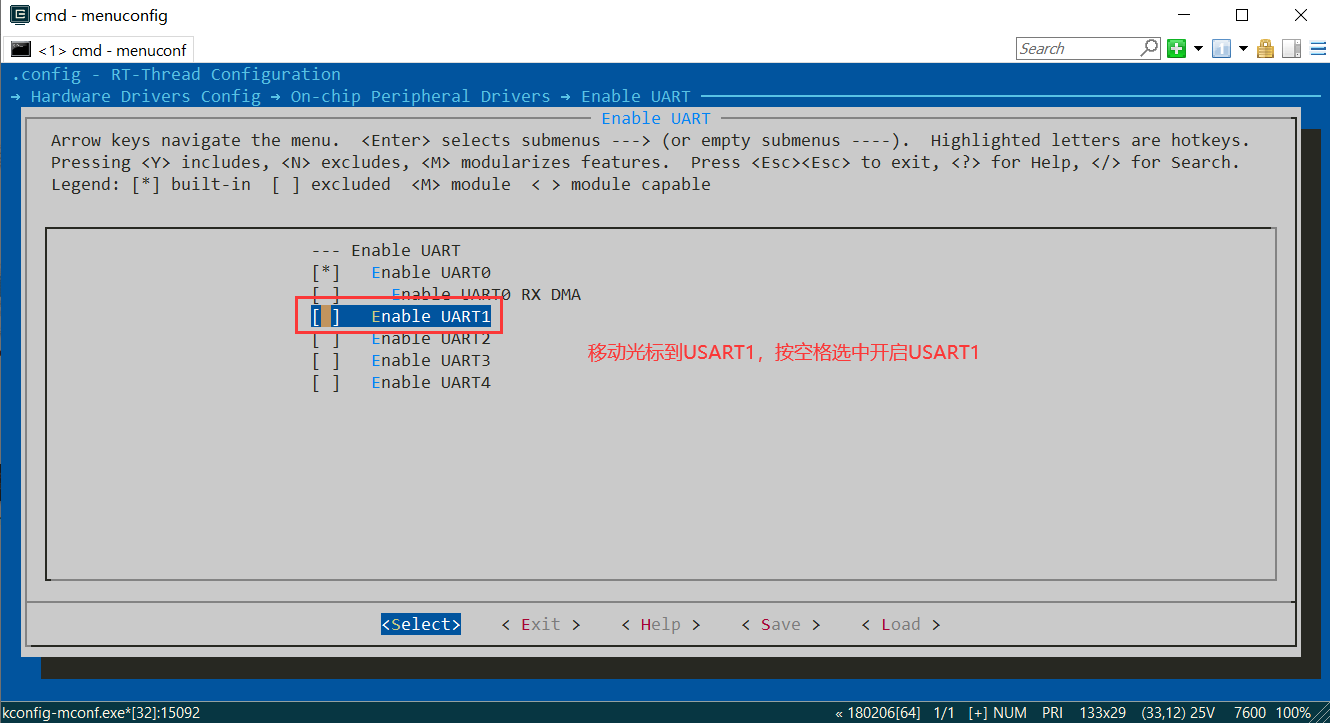 cmd - menuconfig
<1> cmd - menuconf
Search
.config - RT-Thread Configuration
→ Hardware Drivers Config → On-chip Peripheral Drivers → Enable UART
Enable UART
Arrow keys navigate the menu.  <Enter> selects submenus ---> (or empty submenus ----).  Highlighted letters are hotkeys.
Pressing <Y> includes, <N> excludes, <M> modularizes features.  Press <Esc><Esc> to exit, <?> for Help, </> for Search.
Legend: [*] built-in  [ ] excluded  <M> module  < > module capable
--- Enable UART
[*]   Enable UART0
[ ]     Enable UART0 RX DMA
[ ]   Enable UART1
[ ]   Enable UART2
移动光标到USART1，按空格选中开启USART1
[ ]   Enable UART3
[ ]   Enable UART4
<Select>    < Exit >    < Help >    < Save >    < Load >
kconfig-mconf.exe*[32]:15092
« 180206[64]  1/1  [+] NUM  PRI  133x29  (33,12) 25V  7600  100%